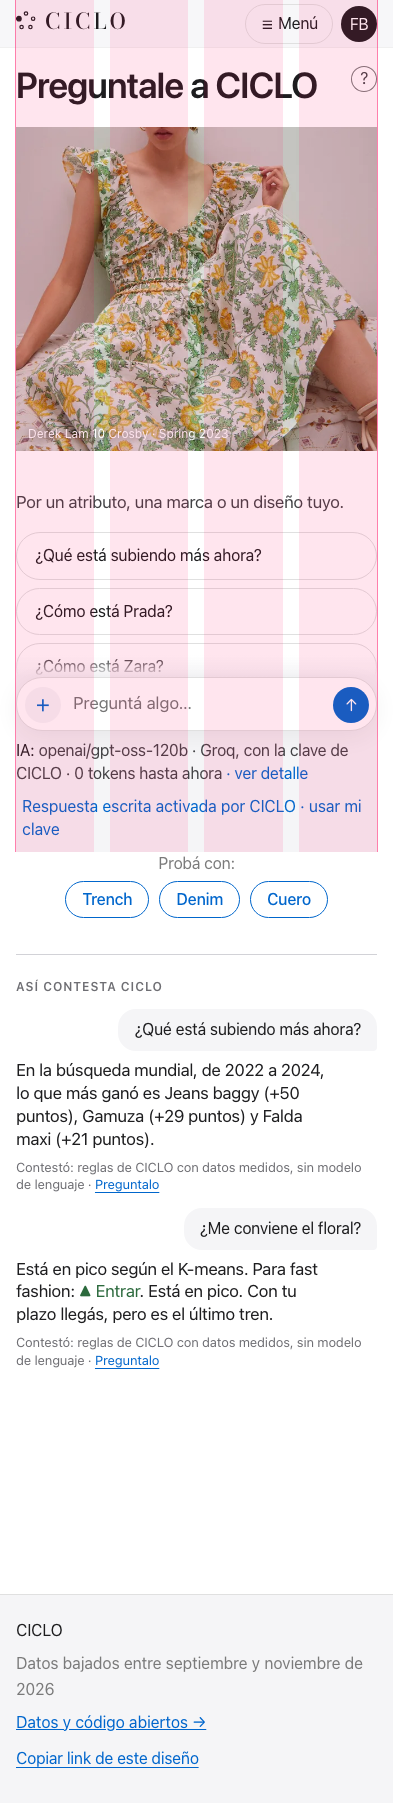 CICLO
≡ Menú
FB
Preguntale a CICLO
?
Derek Lam 10 Crosby · Spring 2023
Por un atributo, una marca o un diseño tuyo.
¿Qué está subiendo más ahora?
¿Cómo está Prada?
¿Cómo está Zara?
+ Preguntá algo... ↑
IA: openai/gpt-oss-120b · Groq, con la clave de
CICLO · 0 tokens hasta ahora · ver detalle
Respuesta escrita activada por CICLO · usar mi
clave
Probá con:
Trench Denim Cuero
ASÍ CONTESTA CICLO
¿Qué está subiendo más ahora?
En la búsqueda mundial, de 2022 a 2024,
lo que más ganó es Jeans baggy (+50
puntos), Gamuza (+29 puntos) y Falda
maxi (+21 puntos).
Contestó: reglas de CICLO con datos medidos, sin modelo
de lenguaje · Preguntalo
¿Me conviene el floral?
Está en pico según el K-means. Para fast
fashion: ▲ Entrar. Está en pico. Con tu
plazo llegás, pero es el último tren.
Contestó: reglas de CICLO con datos medidos, sin modelo
de lenguaje · Preguntalo
CICLO
Datos bajados entre septiembre y noviembre de
2026
Datos y código abiertos →
Copiar link de este diseño